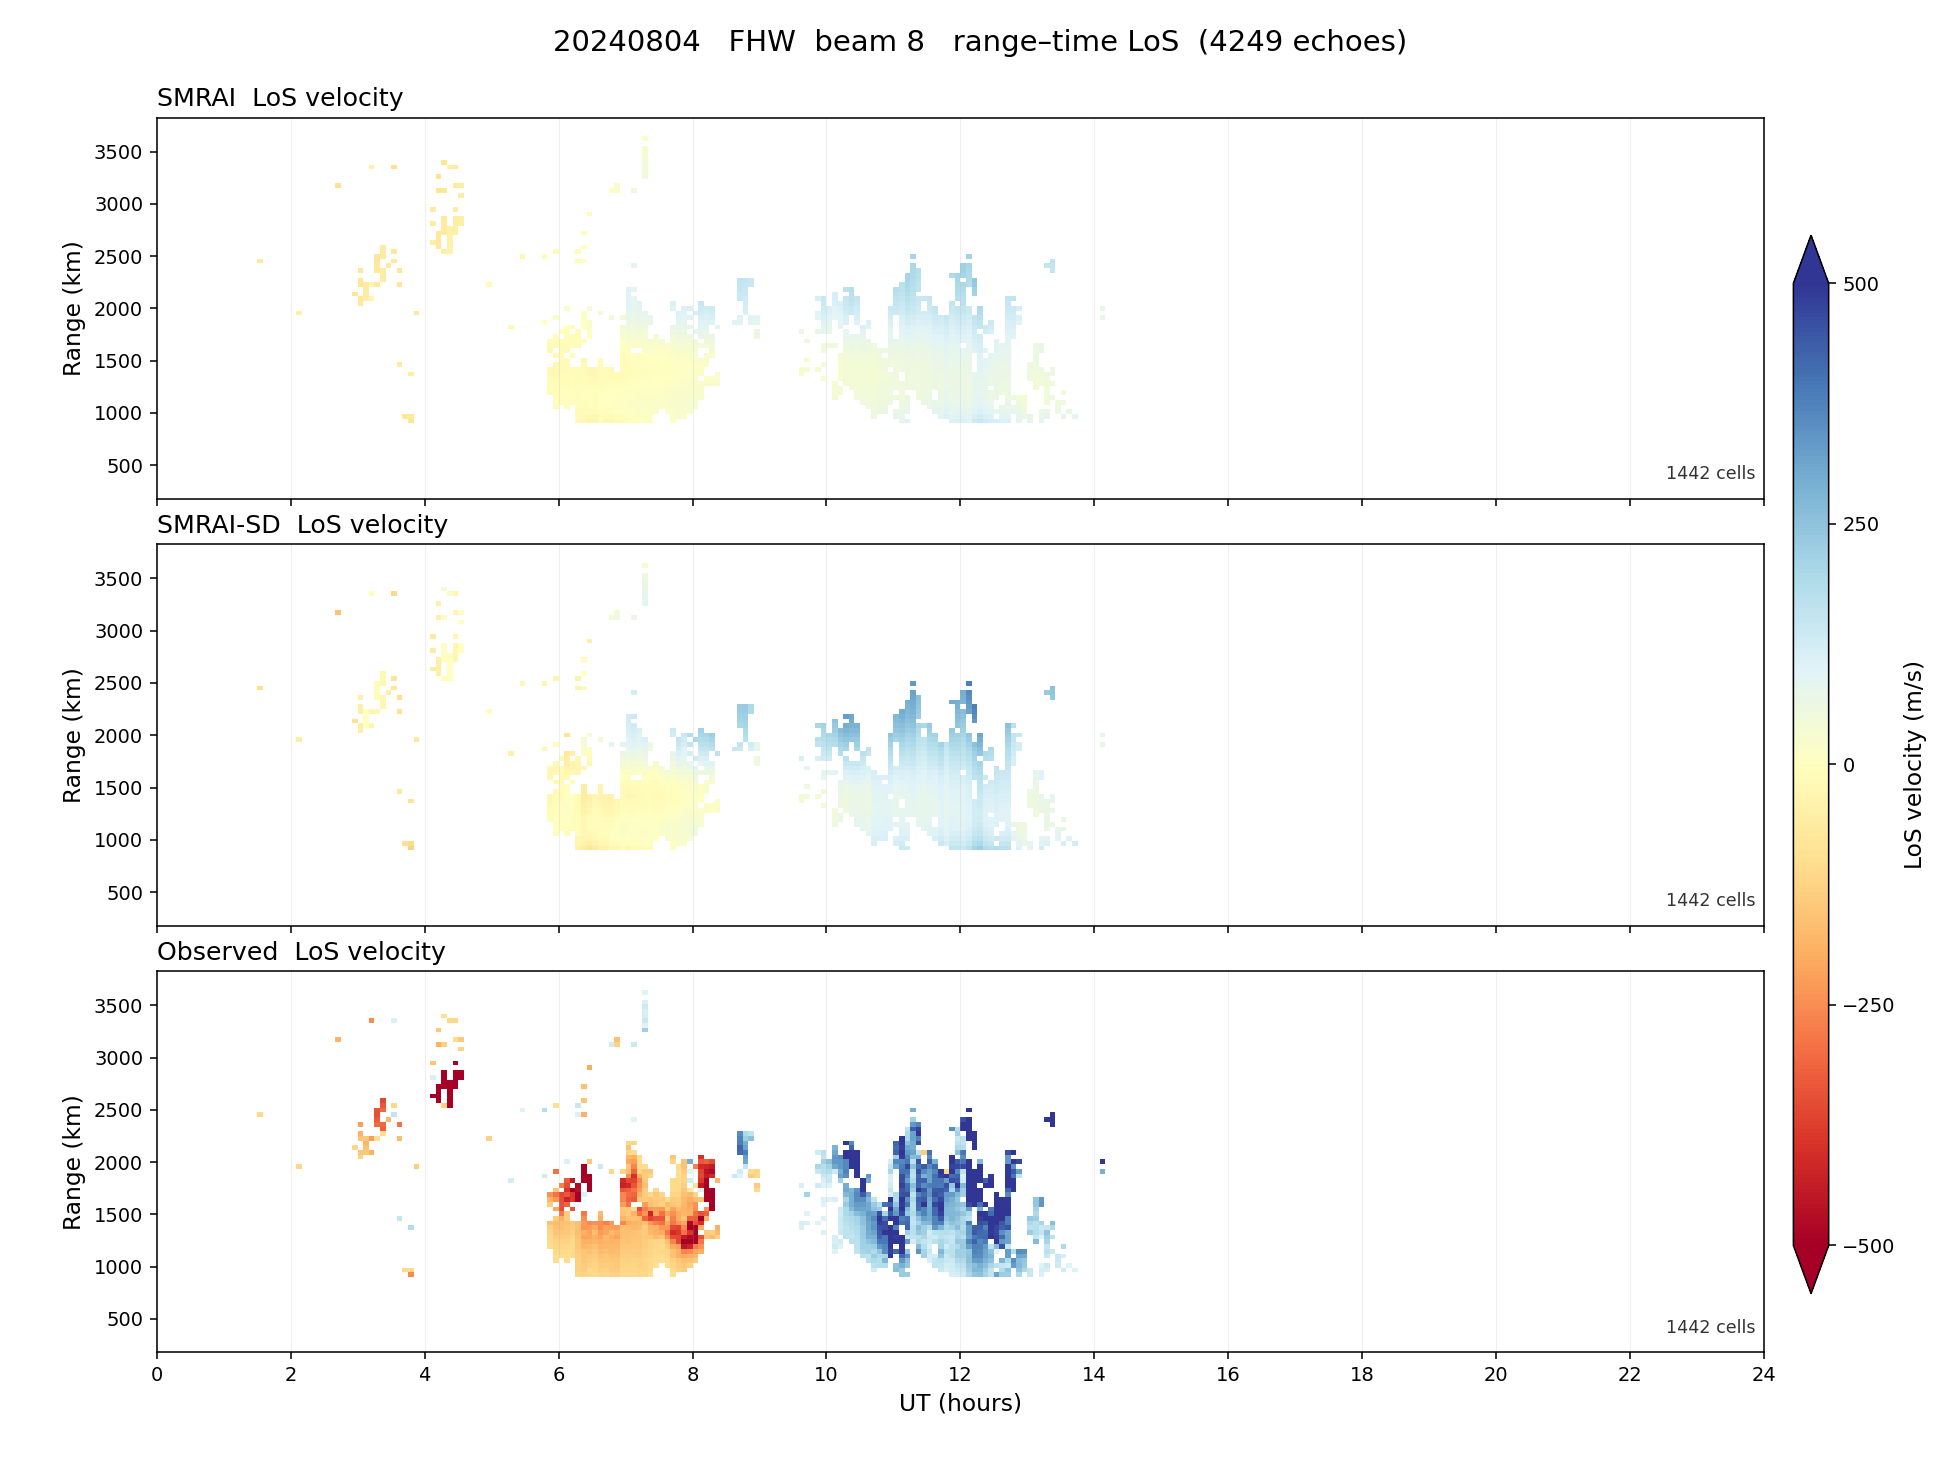 20240804   FHW  beam 8   range–time LoS  (4249 echoes)
SMRAI  LoS velocity
3500
3000
2500
2000
1500
1000
500
Range (km)
1442 cells
SMRAI-SD  LoS velocity
3500
3000
2500
2000
1500
1000
500
Range (km)
1442 cells
Observed  LoS velocity
3500
3000
2500
2000
1500
1000
500
Range (km)
1442 cells
0 2 4 6 8 10 12 14 16 18 20 22 24
UT (hours)
500
250
0
−250
−500
LoS velocity (m/s)